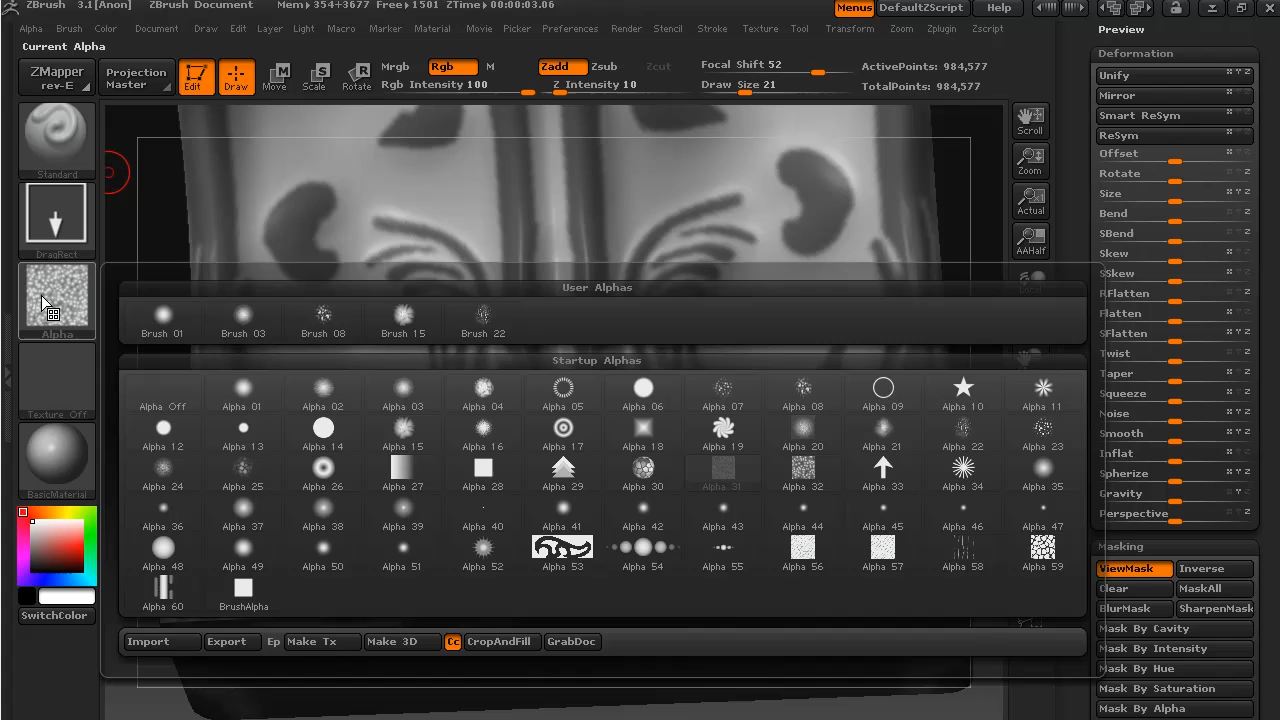 ZBrush 3.1[Anon] ZBrush Document Mem▸354+3677 Free▸1501 ZTime▸00:00:03.06 Menus DefaultZScript Help
Alpha Brush Color Document Draw Edit Layer Light Macro Marker Material Movie Picker Preferences Render Stencil Stroke Texture Tool Transform Zoom Zplugin Zscript
Current Alpha
Preview
ZMapper rev-E
Projection Master
Edit Draw Move Scale Rotate
Mrgb Rgb M Zadd Zsub Zcut
Rgb Intensity 100 Z Intensity 10
Focal Shift 52
Draw Size 21
ActivePoints: 984,577
TotalPoints: 984,577
Standard
DragRect
Alpha
Texture Off
BasicMaterial
SwitchColor
Scroll
Zoom
Actual
AAHalf
User Alphas
Brush 01 Brush 03 Brush 08 Brush 15 Brush 22
Startup Alphas
Alpha Off Alpha 01 Alpha 02 Alpha 03 Alpha 04 Alpha 05 Alpha 06 Alpha 07 Alpha 08 Alpha 09 Alpha 10 Alpha 11
Alpha 12 Alpha 13 Alpha 14 Alpha 15 Alpha 16 Alpha 17 Alpha 18 Alpha 19 Alpha 20 Alpha 21 Alpha 22 Alpha 23
Alpha 24 Alpha 25 Alpha 26 Alpha 27 Alpha 28 Alpha 29 Alpha 30 Alpha 31 Alpha 32 Alpha 33 Alpha 34 Alpha 35
Alpha 36 Alpha 37 Alpha 38 Alpha 39 Alpha 40 Alpha 41 Alpha 42 Alpha 43 Alpha 44 Alpha 45 Alpha 46 Alpha 47
Alpha 48 Alpha 49 Alpha 50 Alpha 51 Alpha 52 Alpha 53 Alpha 54 Alpha 55 Alpha 56 Alpha 57 Alpha 58 Alpha 59
Alpha 60 BrushAlpha
Import Export Ep Make Tx Make 3D Cc CropAndFill GrabDoc
Deformation
Unify
Mirror
Smart ReSym
ReSym
Offset
Rotate
Size
Bend
SBend
Skew
SSkew
RFlatten
Flatten
SFlatten
Twist
Taper
Squeeze
Noise
Smooth
Inflat
Spherize
Gravity
Perspective
Masking
ViewMask Inverse
Clear MaskAll
BlurMask SharpenMask
Mask By Cavity
Mask By Intensity
Mask By Hue
Mask By Saturation
Mask By Alpha